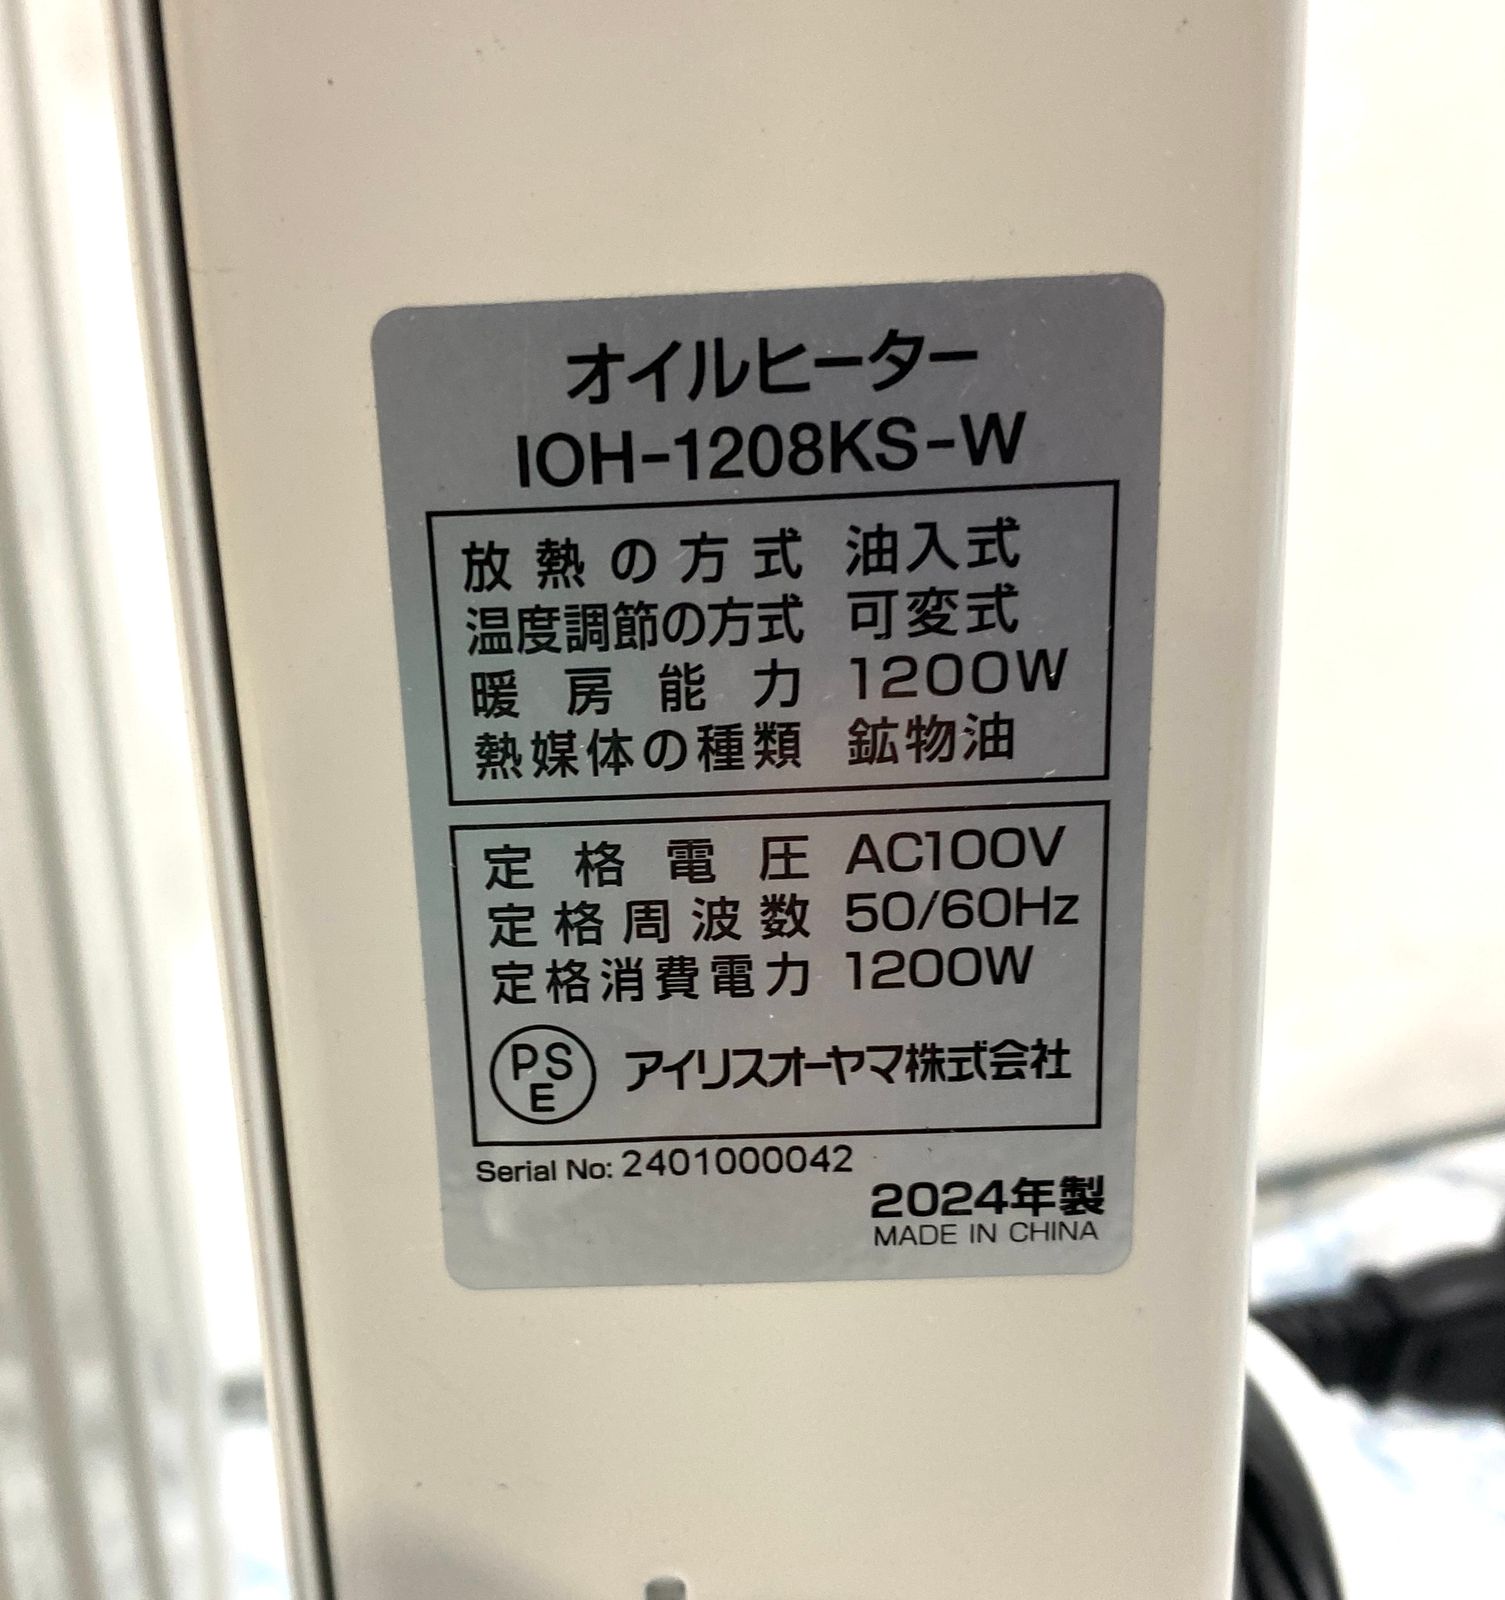 オイルヒーター
IOH-1208KS-W
放熱の方式 油入式
温度調節の方式 可変式
暖房能力 1200W
熱媒体の種類 鉱物油
定格電圧 AC100V
定格周波数 50/60Hz
定格消費電力 1200W
PSE アイリスオーヤマ株式会社
Serial No: 2401000042
2024年製
MADE IN CHINA